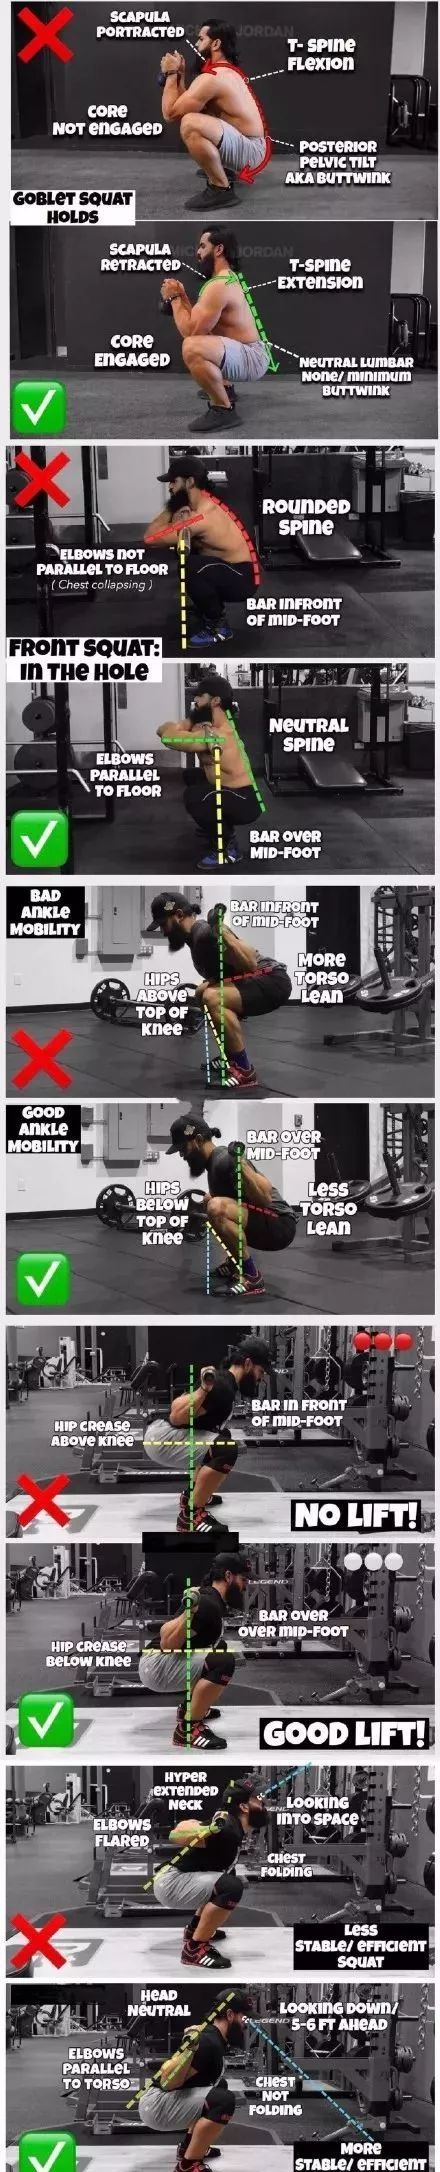 SCAPULA
PORTRACTED
JORDAN
T- SPINE
FLEXION
CORE
NOT ENGAGED
POSTERIOR
PELVIC TILT
AKA BUTTWINK
GOBLET SQUAT
HOLDS
SCAPULA
RETRACTED
JORDAN
T-SPINE
EXTENSION
CORE
ENGAGED
NEUTRAL LUMBAR
NONE/ MINIMUM
BUTTWINK
ROUNDED
SPINE
ELBOWS NOT
PARALLEL TO FLOOR
( Chest collapsing )
BAR INFRONT
OF MID-FOOT
FRONT SQUAT:
IN THE HOLE
NEUTRAL
SPINE
ELBOWS
PARALLEL
TO FLOOR
BAR OVER
MID-FOOT
BAD
ANKLE
MOBILITY
BAR INFRONT
OF MID-FOOT
MORE
TORSO
LEAN
HIPS
ABOVE
TOP OF
KNEE
GOOD
ANKLE
MOBILITY
BAR OVER
MID-FOOT
HIPS
BELOW
TOP OF
KNEE
LESS
TORSO
LEAN
BAR IN FRONT
OF MID-FOOT
HIP CREASE
ABOVE KNEE
NO LIFT!
LEGEND
BAR OVER
OVER MID-FOOT
HIP CREASE
BELOW KNEE
GOOD LIFT!
HYPER
EXTENDED
NECK
LOOKING
INTO SPACE
ELBOWS
FLARED
CHEST
FOLDING
LESS
STABLE/ EFFICIENT
SQUAT
HEAD
NEUTRAL
LOOKING DOWN/
5-6 FT AHEAD
LEGEND
ELBOWS
PARALLEL
TO TORSO
CHEST
NOT
FOLDING
MORE
STABLE/ EFFICIENT